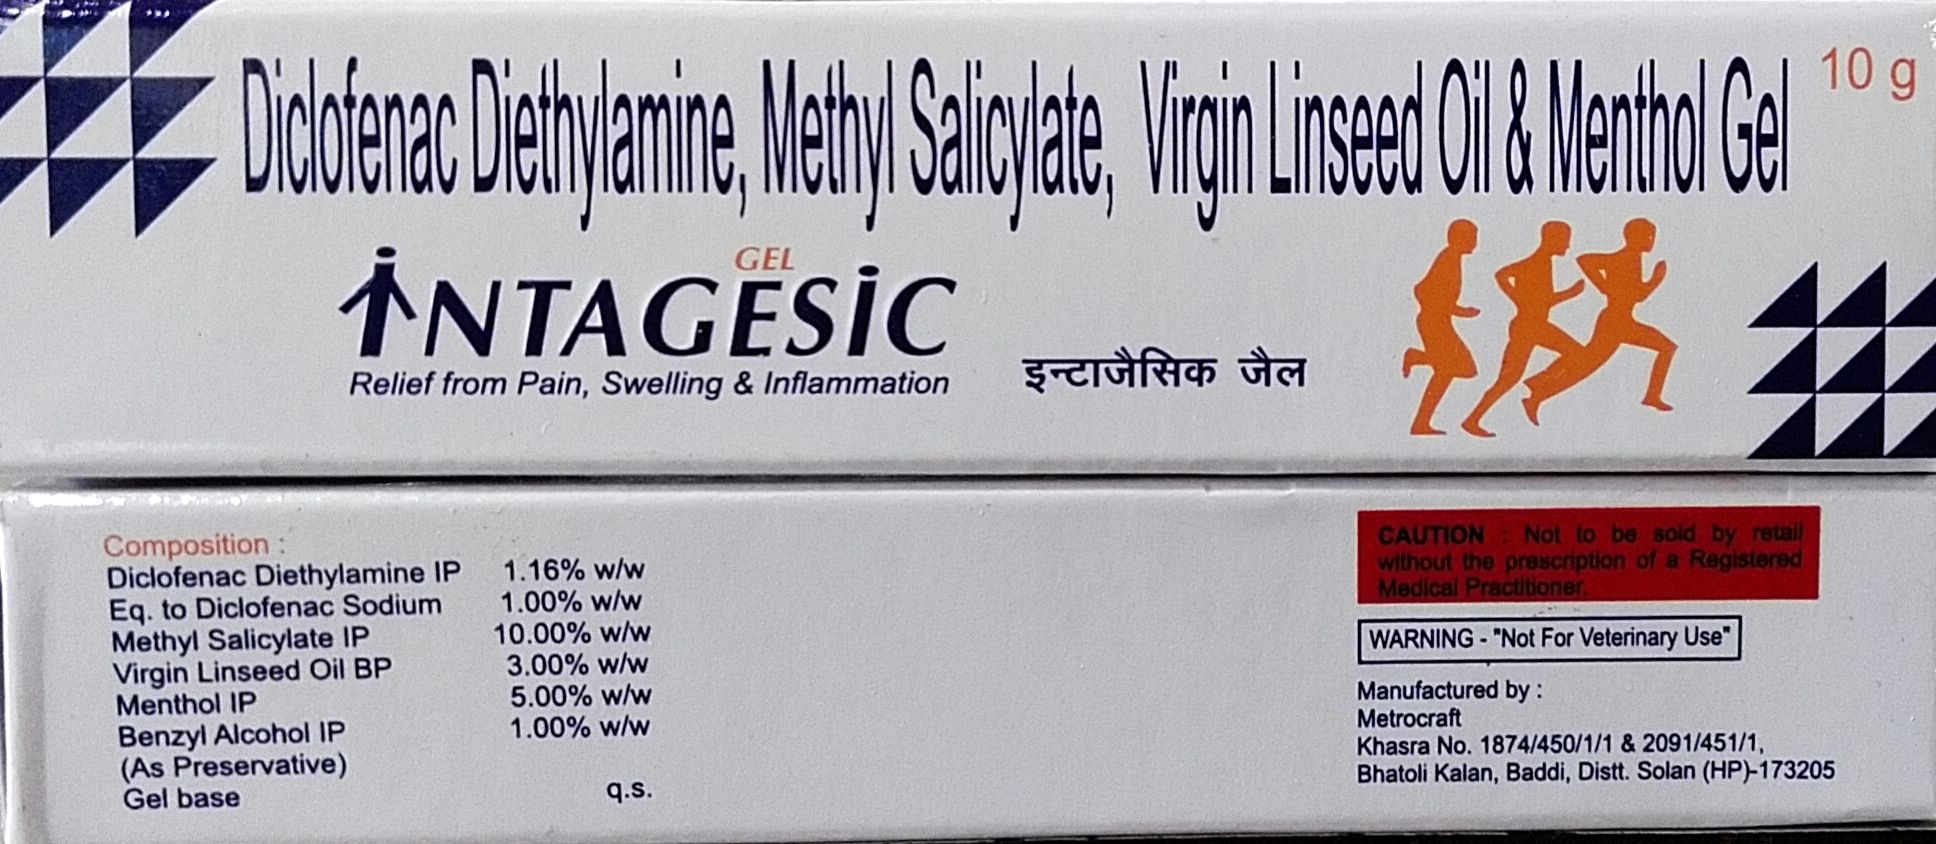 Diclofenac Diethylamine, Methyl Salicylate, Virgin Linseed Oil & Menthol Gel
10 g
GEL
INTAGESIC
Relief from Pain, Swelling & Inflammation
इन्टाजैसिक जैल
Composition :
Diclofenac Diethylamine IP 1.16% w/w
Eq. to Diclofenac Sodium 1.00% w/w
Methyl Salicylate IP 10.00% w/w
Virgin Linseed Oil BP 3.00% w/w
Menthol IP 5.00% w/w
Benzyl Alcohol IP 1.00% w/w
(As Preservative)
Gel base q.s.
CAUTION : Not to be sold by retail
without the prescription of a Registered
Medical Practitioner.
WARNING - "Not For Veterinary Use"
Manufactured by :
Metrocraft
Khasra No. 1874/450/1/1 & 2091/451/1,
Bhatoli Kalan, Baddi, Distt. Solan (HP)-173205